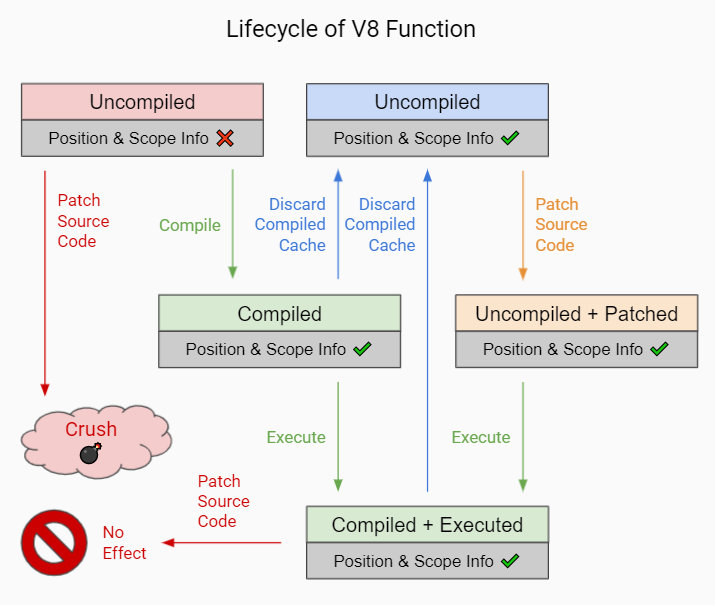 Lifecycle of V8 Function
Uncompiled
Position & Scope Info
Uncompiled
Position & Scope Info
Patch
Source
Code
Compile
Discard
Compiled
Cache
Discard
Compiled
Cache
Patch
Source
Code
Compiled
Position & Scope Info
Uncompiled + Patched
Position & Scope Info
Crush
Execute
Execute
Patch
Source
Code
No
Effect
Compiled + Executed
Position & Scope Info